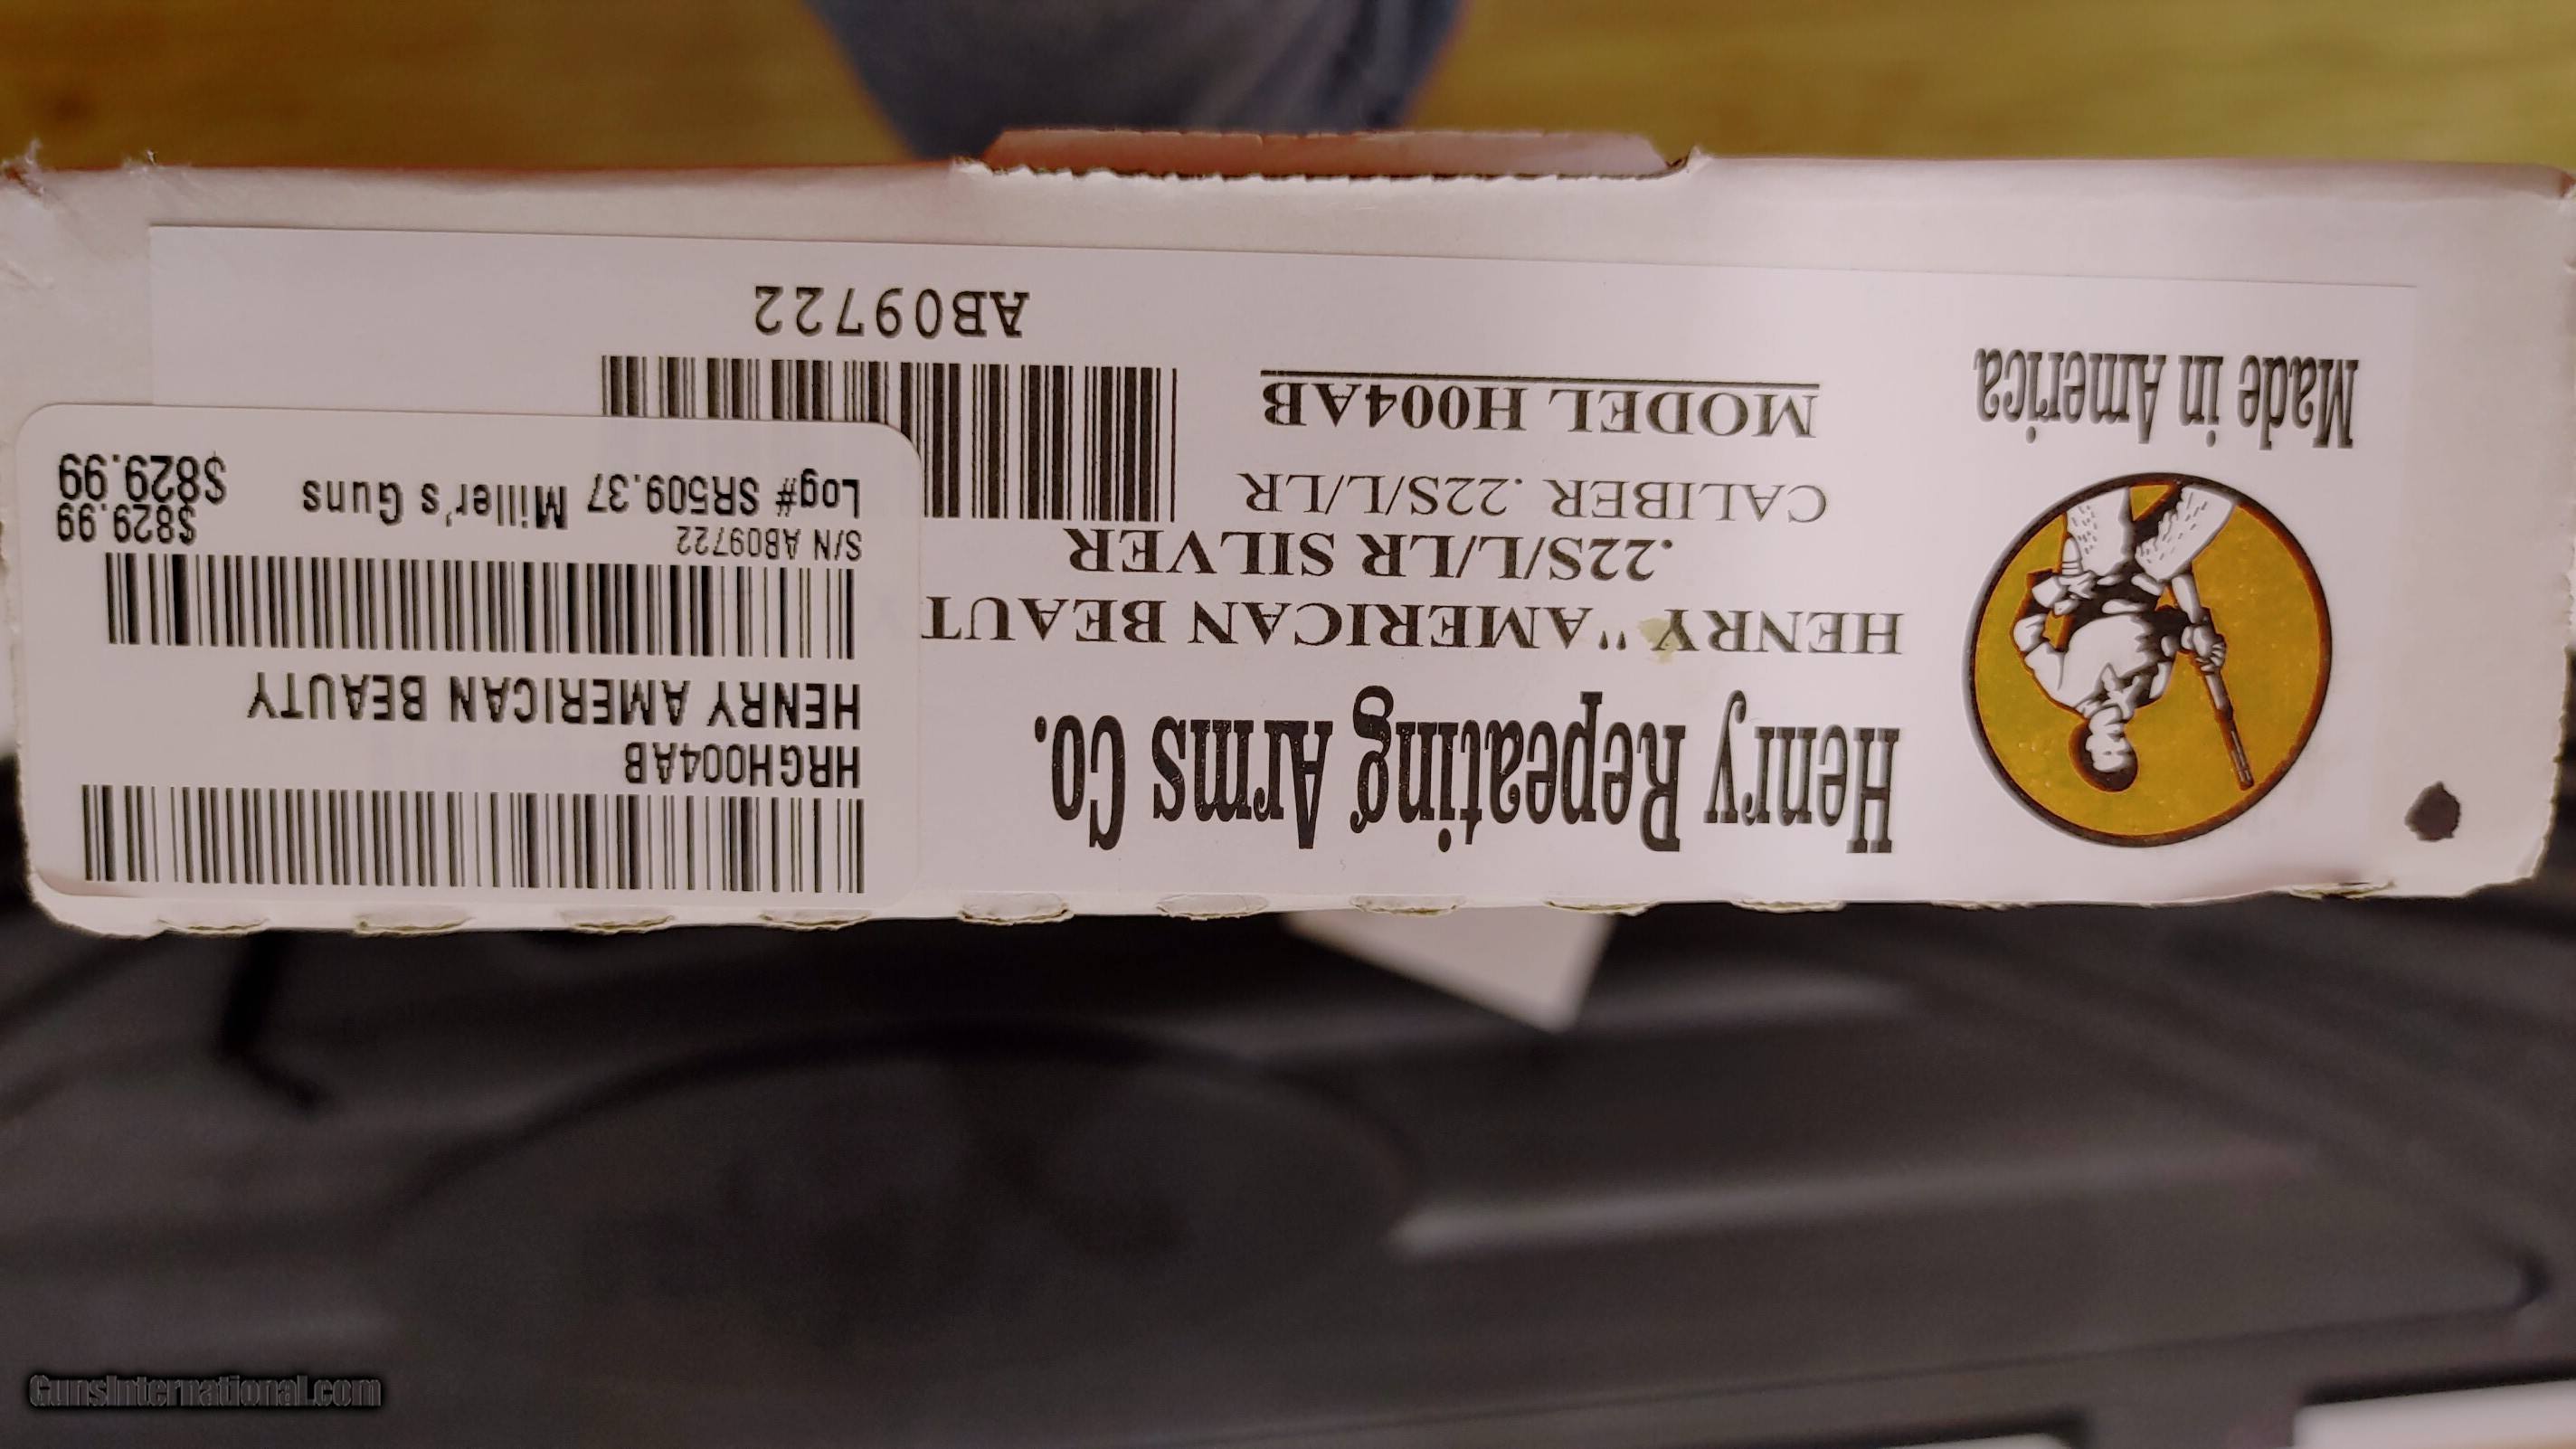 Henry Repeating Arms Co.
HENRY "AMERICAN BEAUT
.22S/L/LR SILVER
CALIBER .22S/L/LR
MODEL H004AB
Made in America
AB09722
HRGH004AB
HENRY AMERICAN BEAUTY
S/N AB09722
$829.99
Log# SR509.37 Miller's Guns
$829.99
GunsInternational.com